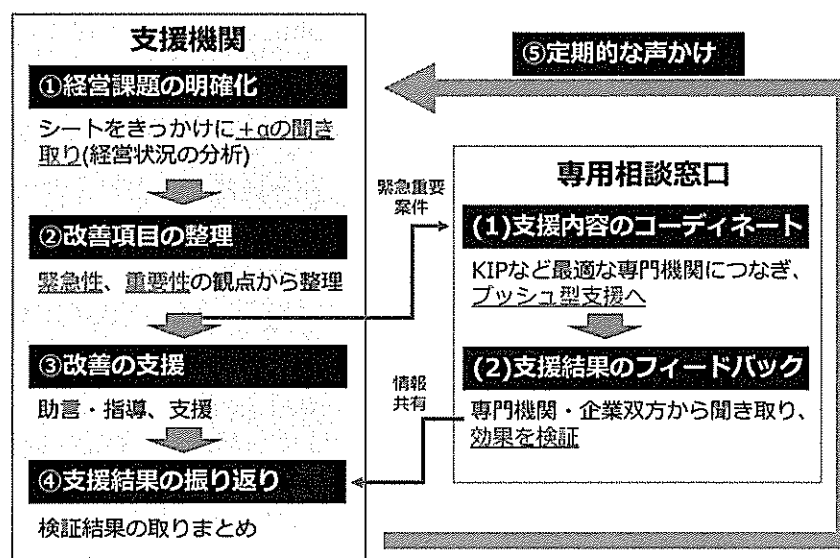 支援機関
①経営課題の明確化
シートをきっかけに+αの聞き
取り(経営状況の分析)
②改善項目の整理
緊急性、重要性の観点から整理
③改善の支援
助言・指導、支援
④支援結果の振り返り
検証結果の取りまとめ
⑤定期的な声かけ
緊急重要
案件
情報
共有
専用相談窓口
(1)支援内容のコーディネート
KIPなど最適な専門機関につなぎ、
プッシュ型支援へ
(2)支援結果のフィードバック
専門機関・企業双方から聞き取り、
効果を検証